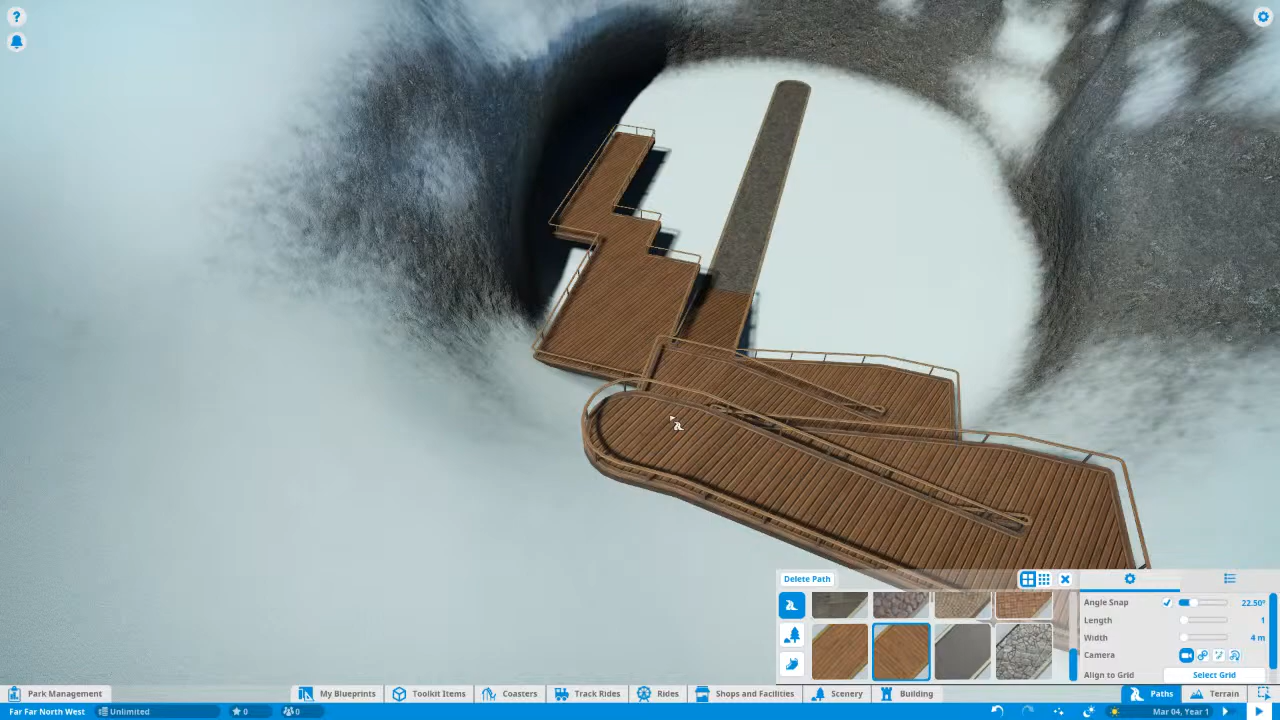 ?
Delete Path
Angle Snap 22.50°
Length 1
Width 4 m
Camera
Align to Grid Select Grid
Park Management My Blueprints Toolkit Items Coasters Track Rides Rides Shops and Facilities Scenery Building Paths Terrain
Far Far North West Unlimited 0 0 Mar 04, Year 1